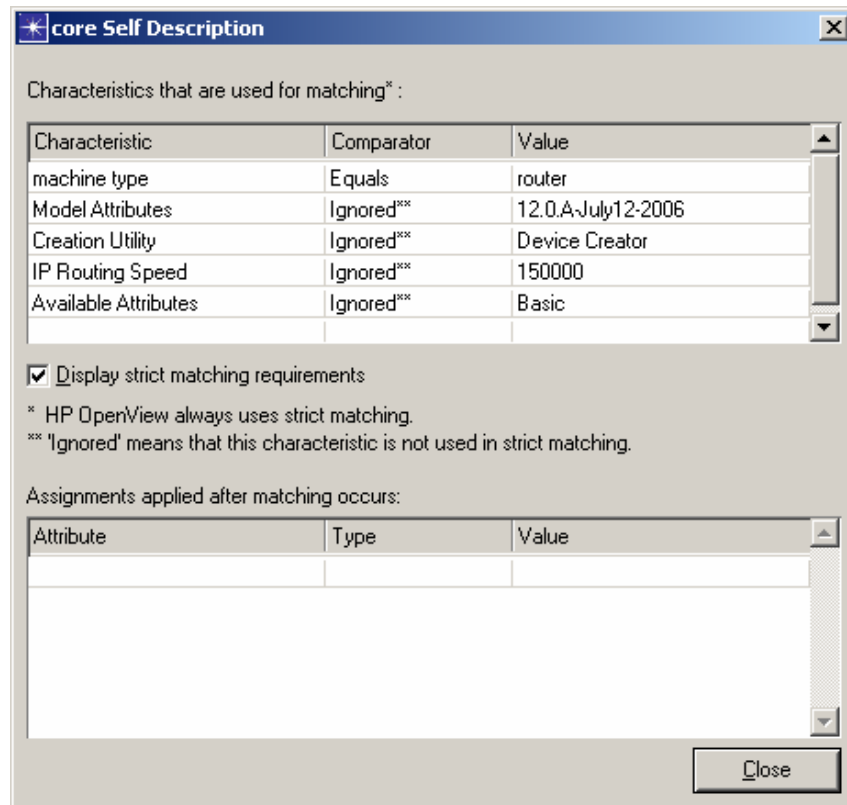 core Self Description
Characteristics that are used for matching* :
Characteristic Comparator Value
machine type Equals router
Model Attributes Ignored** 12.0.A-July12-2006
Creation Utility Ignored** Device Creator
IP Routing Speed Ignored** 150000
Available Attributes Ignored** Basic
Display strict matching requirements
* HP OpenView always uses strict matching.
** 'Ignored' means that this characteristic is not used in strict matching.
Assignments applied after matching occurs:
Attribute Type Value
Close